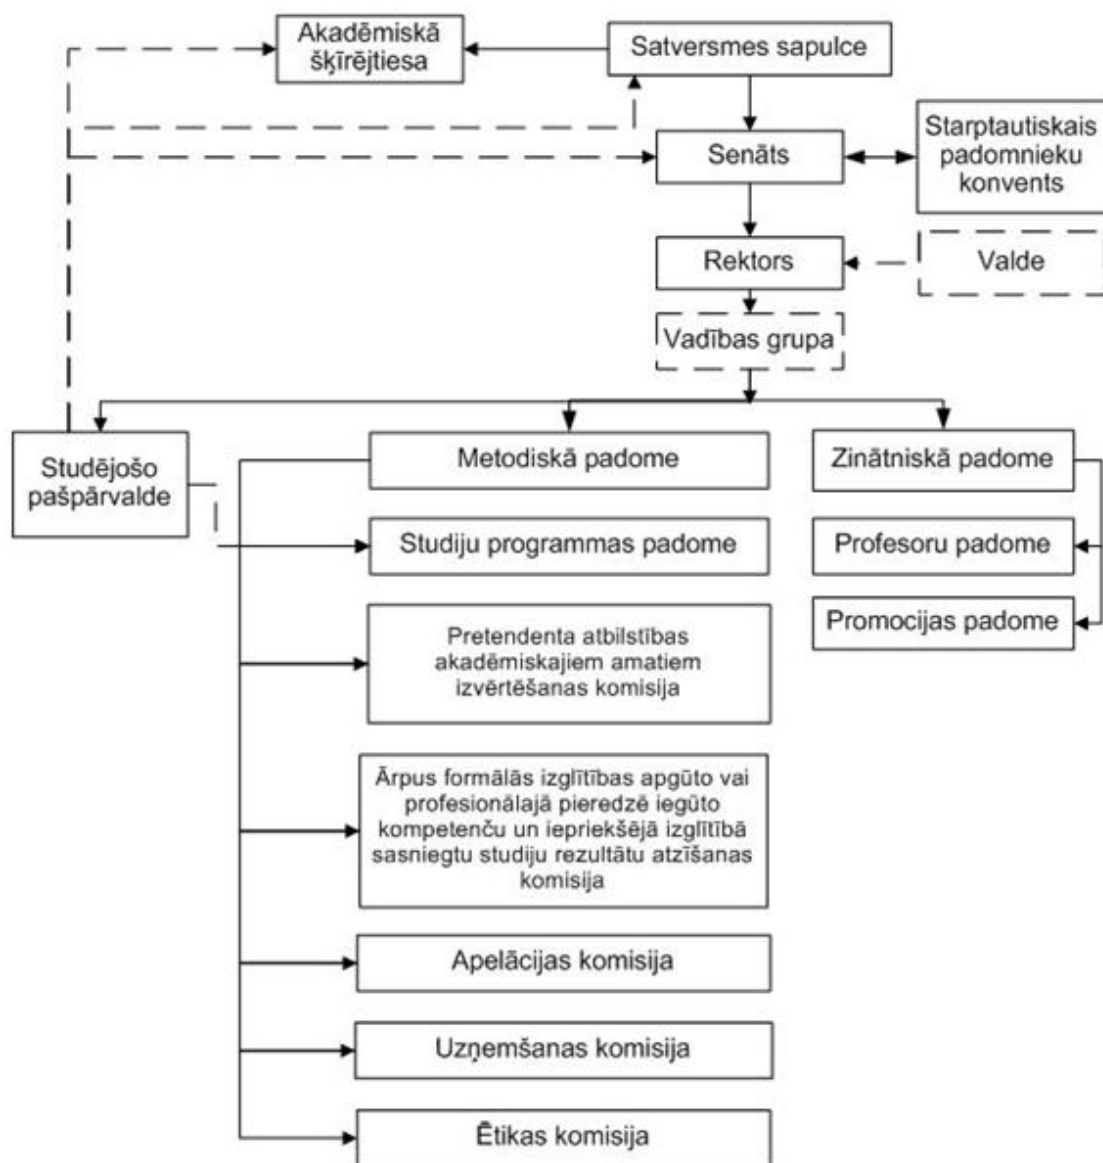 Akadēmiskā
šķīrējtiesa
Satversmes sapulce
Senāts
Starptautiskais
padomnieku
konvents
Rektors
Valde
Vadības grupa
Studējošo
pašpārvalde
Metodiskā padome
Zinātniskā padome
Studiju programmas padome
Profesoru padome
Promocijas padome
Pretendenta atbilstības
akadēmiskajiem amatiem
izvērtēšanas komisija
Ārpus formālās izglītības apgūto vai
profesionālajā pieredzē iegūto
kompetenču un iepriekšējā izglītībā
sasniegtu studiju rezultātu atzīšanas
komisija
Apelācijas komisija
Uzņemšanas komisija
Ētikas komisija